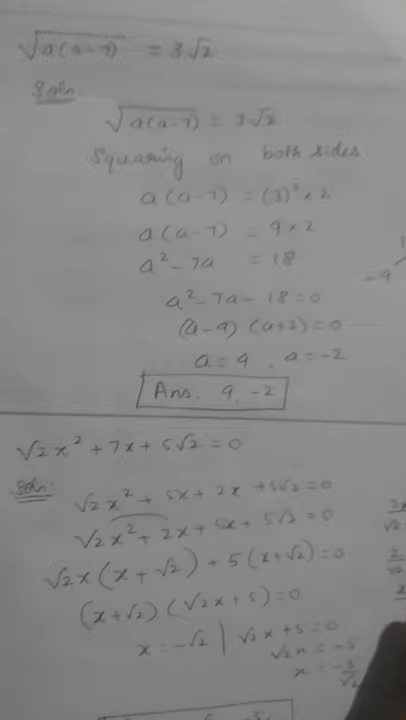 √a(a-7) = 3√2
Soln.
√a(a-7) = 3√2
Squaring on both sides
a(a-7) = (3)² × 2
a(a-7) = 9 × 2
a² - 7a = 18
a² - 7a - 18 = 0
-9
(a-9) (a+2) = 0
a = 9, a = -2
Ans. 9, -2
√2x² + 7x + 5√2 = 0
Soln:
√2x² + 5x + 2x + 5√2 = 0
√2x² + 2x + 5x + 5√2 = 0
√2x(x + √2) + 5(x+√2) = 0
(x+√2) (√2x + 5) = 0
x = -√2 | √2x + 5 = 0
√2x = -5
x = -5/√2